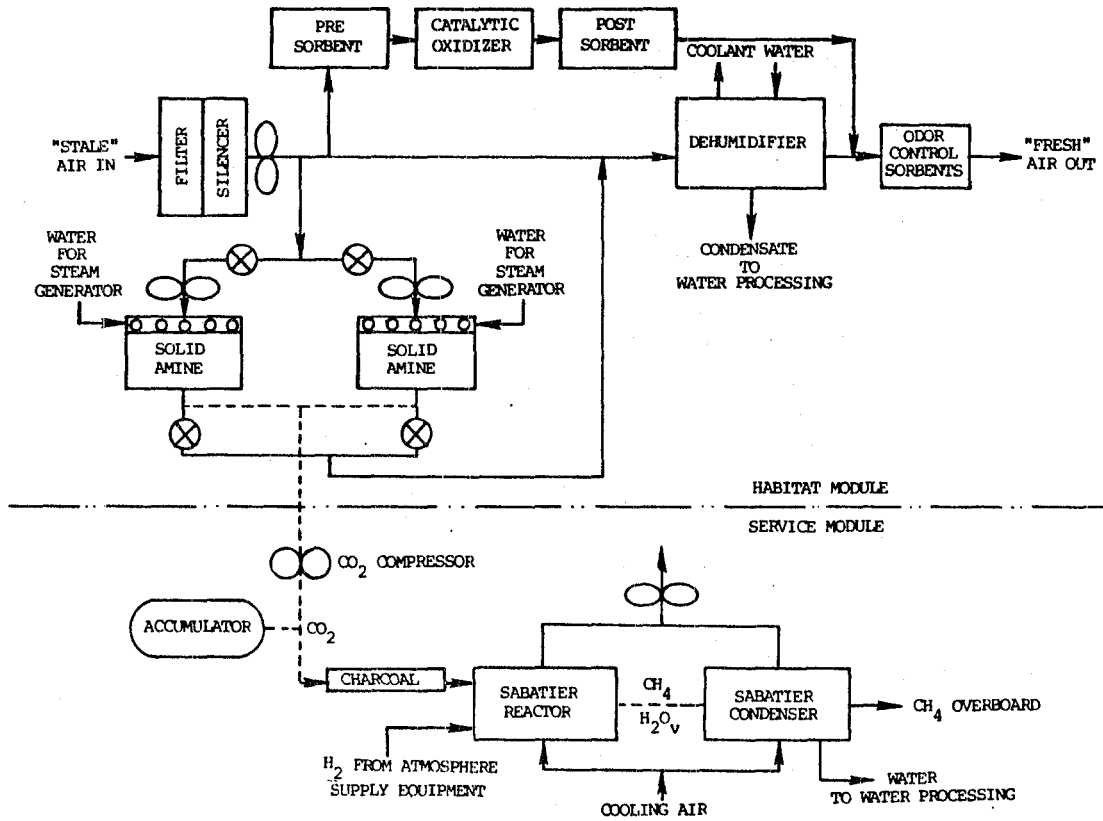 PRE
SORBENT
CATALYTIC
OXIDIZER
POST
SORBENT
COOLANT WATER
"STALE"
AIR IN
FILTER
SILENCER
DEHUMIDIFIER
ODOR
CONTROL
SORBENTS
"FRESH"
AIR OUT
WATER
FOR
STEAM
GENERATOR
WATER
FOR
STEAM
GENERATOR
CONDENSATE
TO
WATER PROCESSING
SOLID
AMINE
SOLID
AMINE
HABITAT MODULE
SERVICE MODULE
CO₂ COMPRESSOR
ACCUMULATOR
CO₂
CHARCOAL
SABATIER
REACTOR
CH₄
H₂Oᵥ
SABATIER
CONDENSER
CH₄ OVERBOARD
H₂ FROM ATMOSPHERE
SUPPLY EQUIPMENT
COOLING AIR
WATER
TO WATER PROCESSING